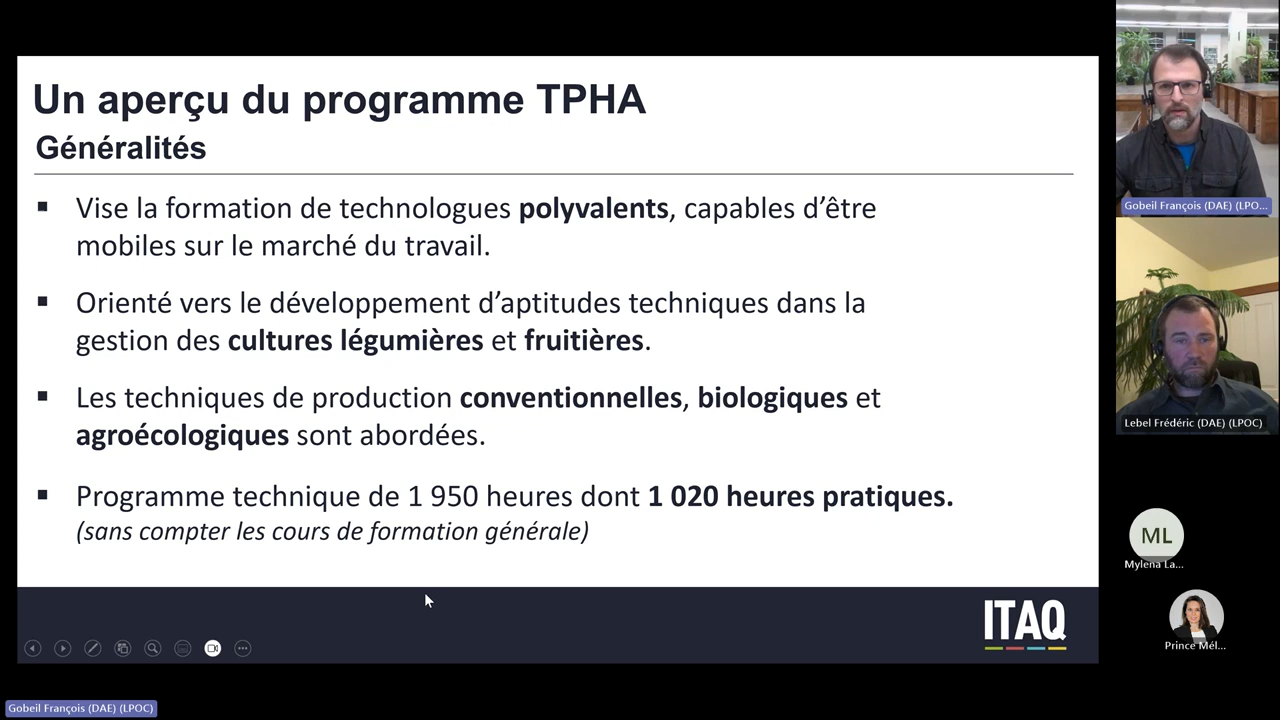 Un aperçu du programme TPHA
Généralités
Vise la formation de technologues polyvalents, capables d’être
mobiles sur le marché du travail.
Orienté vers le développement d’aptitudes techniques dans la
gestion des cultures légumières et fruitières.
Les techniques de production conventionnelles, biologiques et
agroécologiques sont abordées.
Programme technique de 1 950 heures dont 1 020 heures pratiques.
(sans compter les cours de formation générale)
ITAQ
Gobeil François (DAE) (LPO...
Lebel Frédéric (DAE) (LPOC)
ML
Mylena La...
Prince Mél...
Gobeil François (DAE) (LPOC)